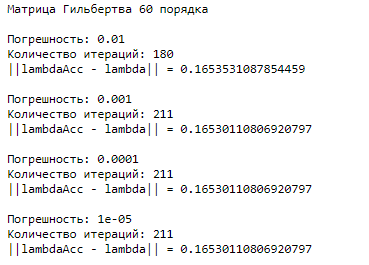 Матрица Гильбертва 60 порядка
Погрешность: 0.01
Количество итераций: 180
||lambdaAcc - lambda|| = 0.1653531087854459
Погрешность: 0.001
Количество итераций: 211
||lambdaAcc - lambda|| = 0.16530110806920797
Погрешность: 0.0001
Количество итераций: 211
||lambdaAcc - lambda|| = 0.16530110806920797
Погрешность: 1e-05
Количество итераций: 211
||lambdaAcc - lambda|| = 0.16530110806920797